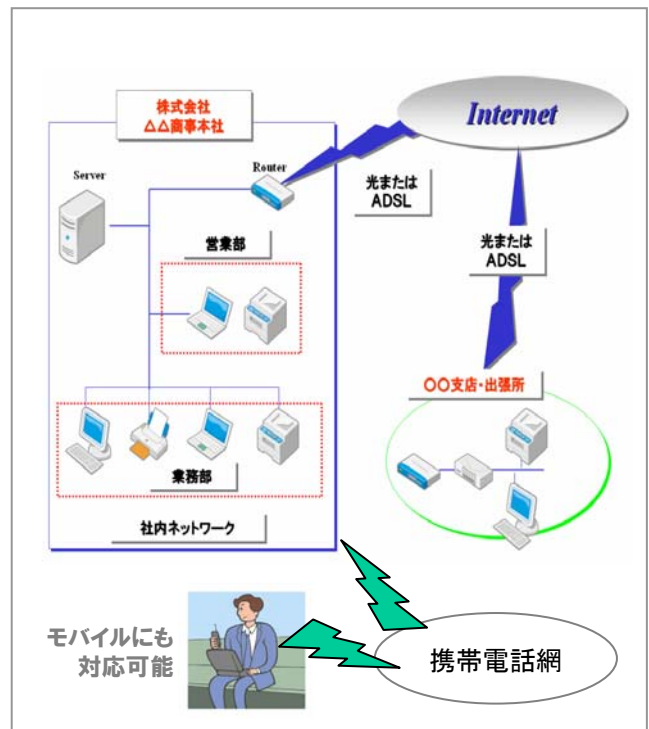 株式会社
△△商事本社
Internet
Server
Router
光または
ADSL
営業部
光または
ADSL
〇〇支店・出張所
業務部
社内ネットワーク
モバイルにも
対応可能
携帯電話網